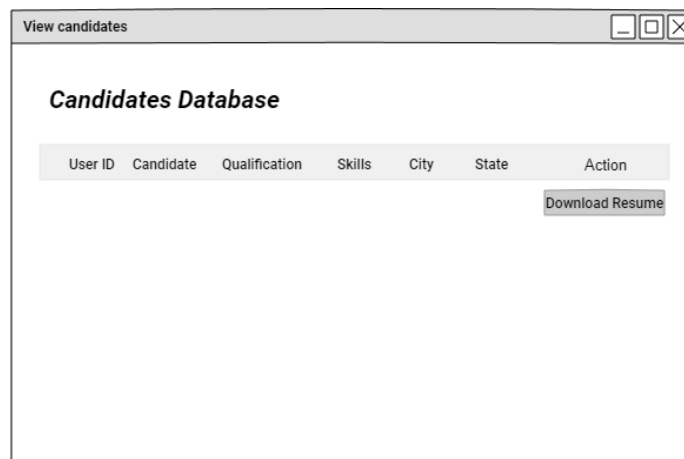 View candidates
Candidates Database
User ID Candidate Qualification Skills City State Action
Download Resume